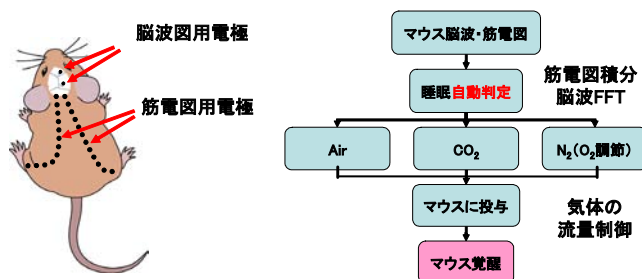 脳波図用電極
筋電図用電極
マウス脳波・筋電図
睡眠自動判定
筋電図積分
脳波FFT
Air
CO₂
N₂(O₂調節)
マウスに投与
気体の
流量制御
マウス覚醒